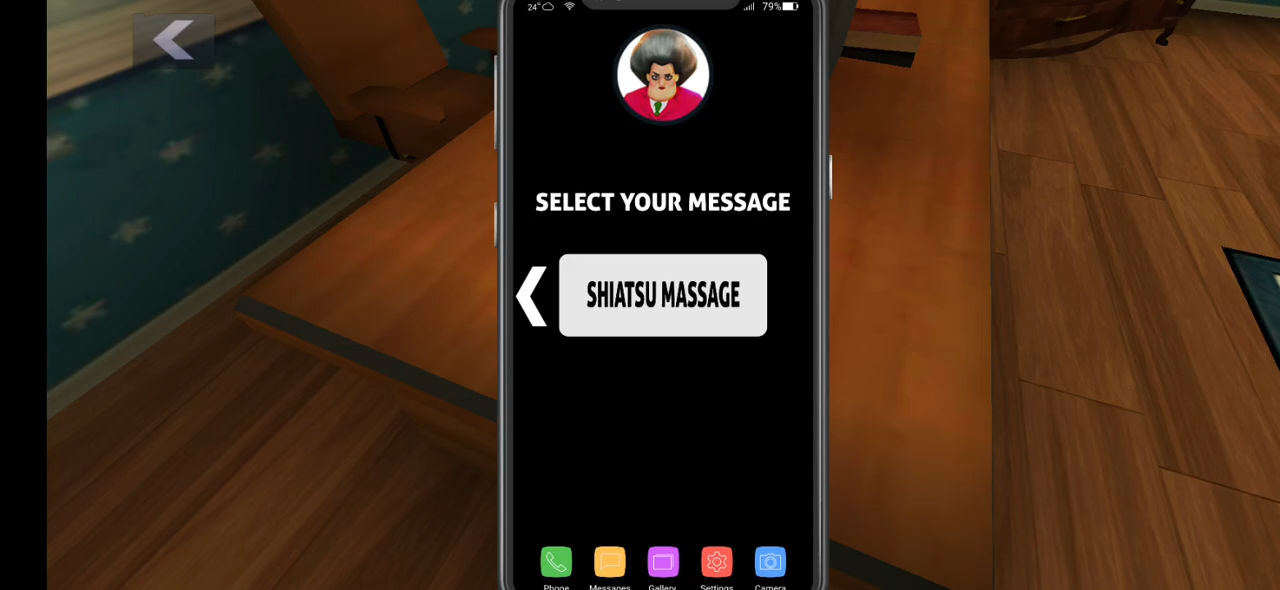 24°
79%
SELECT YOUR MESSAGE
SHIATSU MASSAGE
Phone Messages Gallery Settings Camera